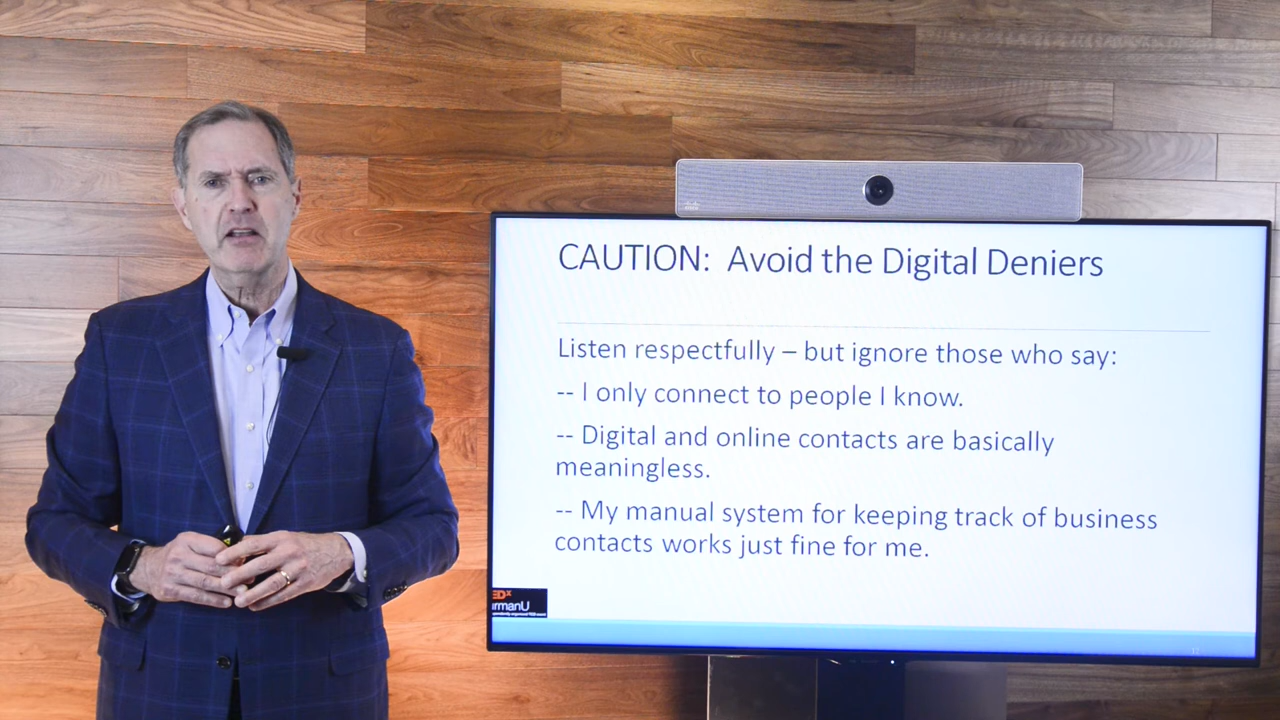 CAUTION: Avoid the Digital Deniers
Listen respectfully – but ignore those who say:
-- I only connect to people I know.
-- Digital and online contacts are basically
meaningless.
-- My manual system for keeping track of business
contacts works just fine for me.
EDx
rmanU